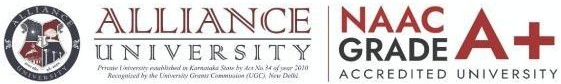 ALLIANCE
UNIVERSITY
Private University established in Karnataka State by Act No.34 of year 2010
Recognized by the University Grants Commission (UGC), New Delhi.
NAAC
GRADE A+
ACCREDITED UNIVERSITY